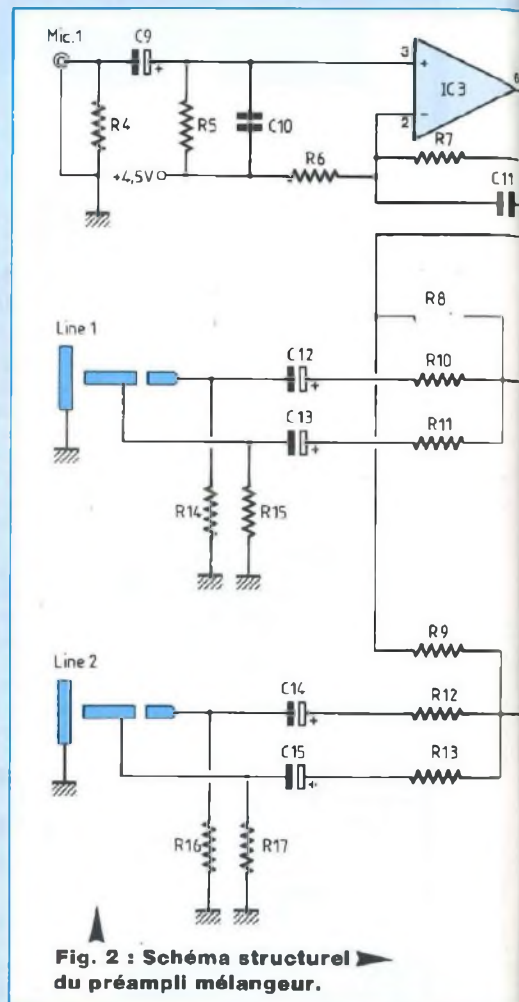 Mic.1
C9
R4
R5
C10
+4,5V
R6
3
+
IC3
6
2
-
R7
C11
R8
Line 1
C12
+
R10
C13
+
R11
R14
R15
R9
Line 2
C14
+
R12
C15
+
R13
R16
R17
Fig. 2 : Schéma structurel
du préampli mélangeur.